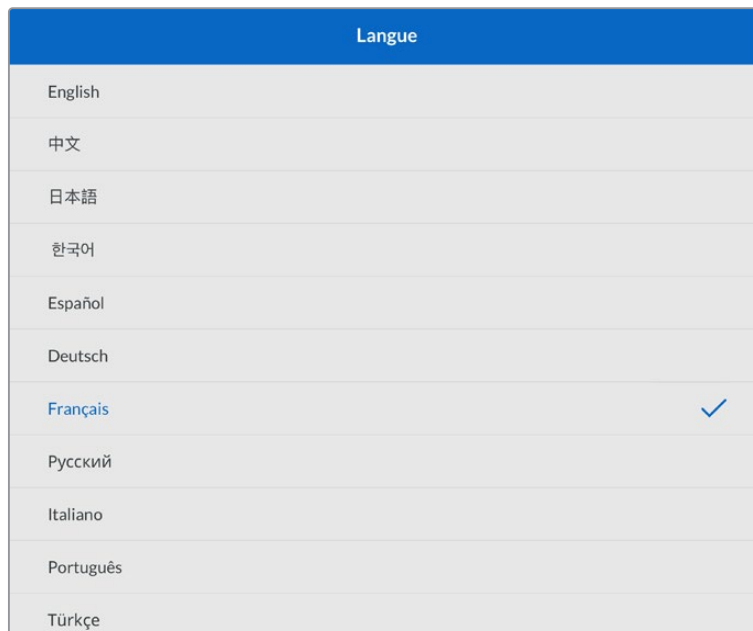 Langue
English
中文
日本語
한국어
Español
Deutsch
Français
Русский
Italiano
Português
Türkçe